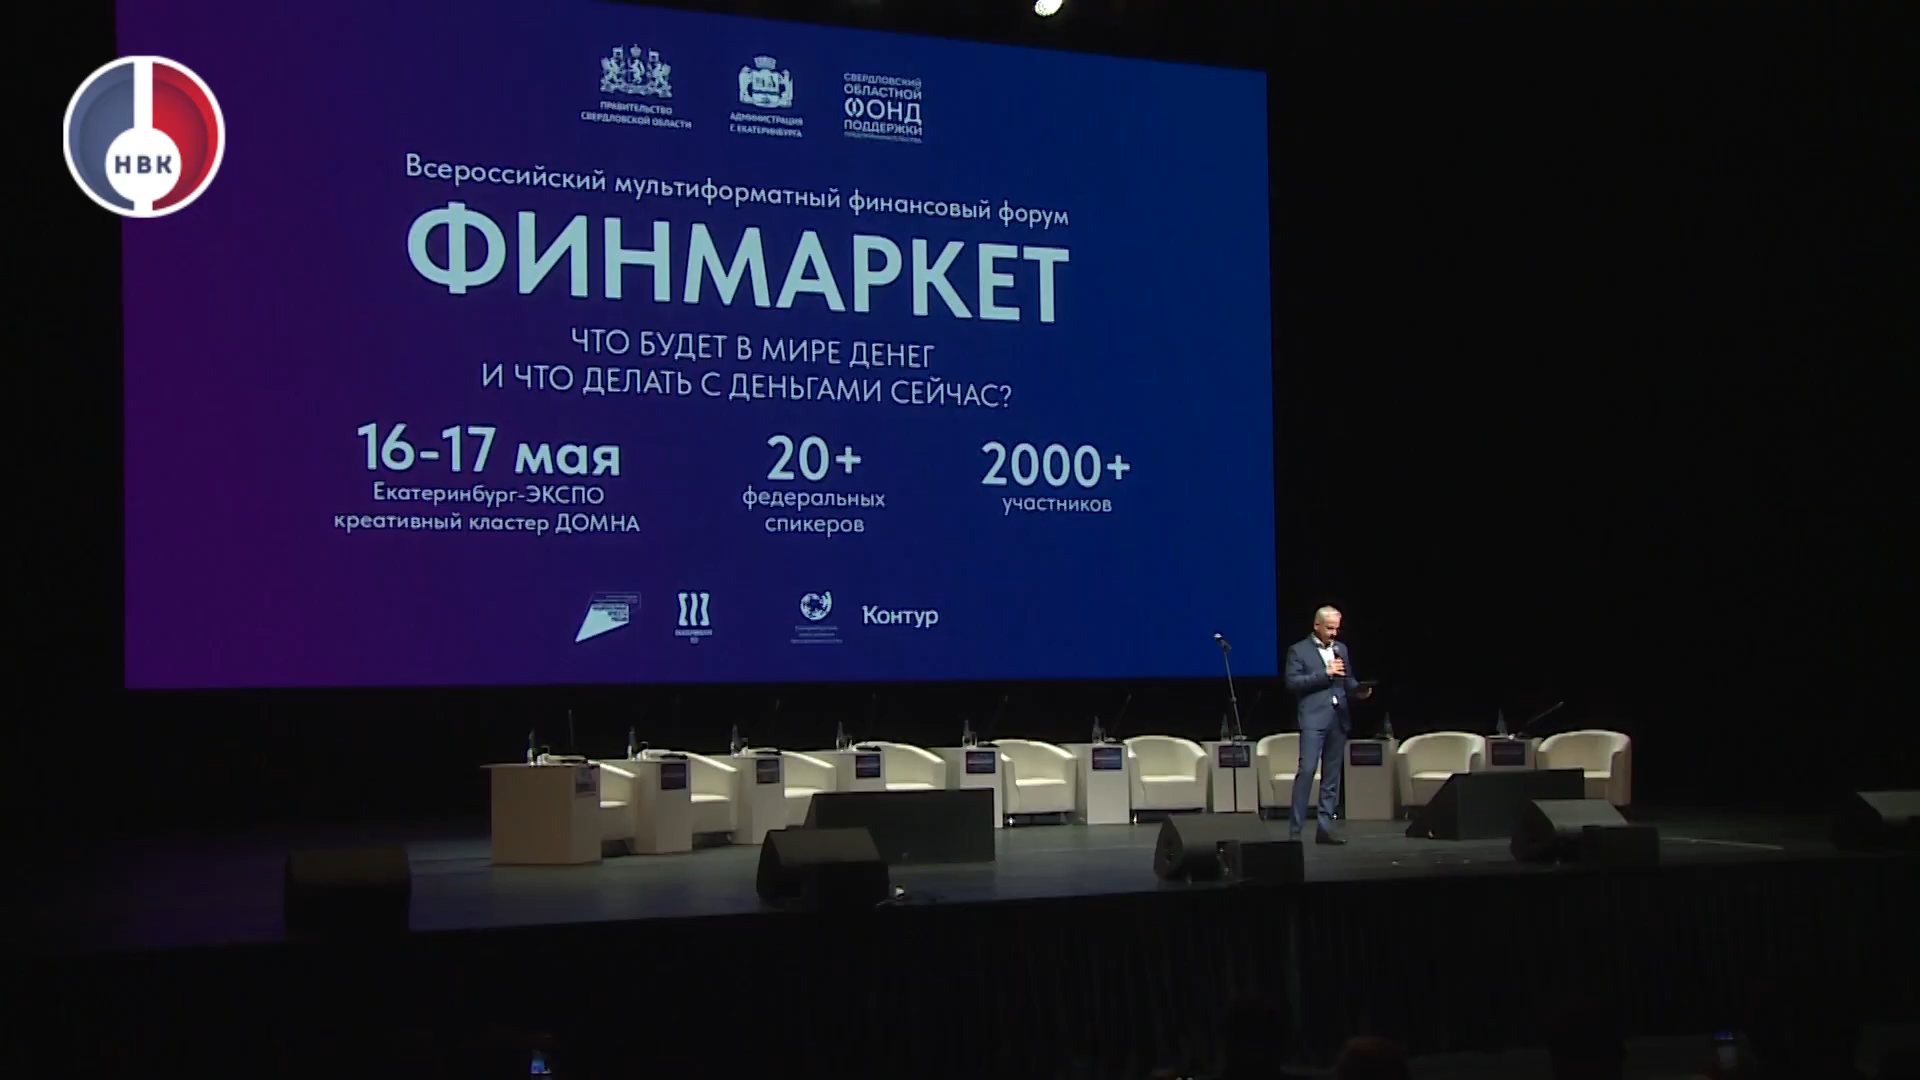 НВК
ПРАВИТЕЛЬСТВО
СВЕРДЛОВСКОЙ ОБЛАСТИ
АДМИНИСТРАЦИЯ
Г. ЕКАТЕРИНБУРГА
СВЕРДЛОВСКИЙ
ОБЛАСТНОЙ
ФОНД
ПОДДЕРЖКИ
ПРЕДПРИНИМАТЕЛЬСТВА
Всероссийский мультиформатный финансовый форум
ФИНМАРКЕТ
ЧТО БУДЕТ В МИРЕ ДЕНЕГ
И ЧТО ДЕЛАТЬ С ДЕНЬГАМИ СЕЙЧАС?
16-17 мая
Екатеринбург-ЭКСПО
креативный кластер ДОМНА
20+
федеральных
спикеров
2000+
участников
Контур